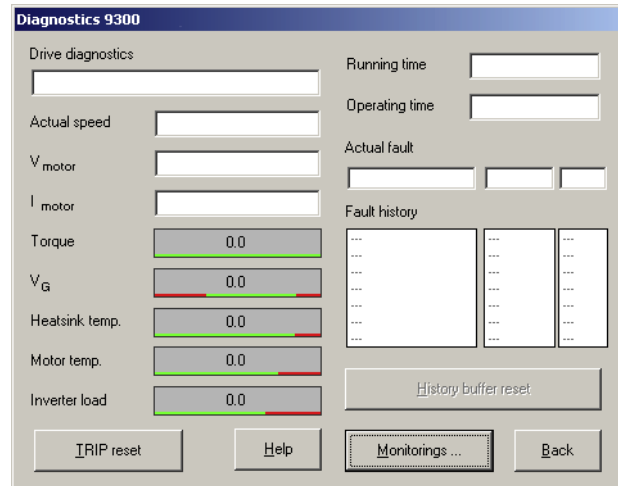 Diagnostics 9300
Drive diagnostics
Actual speed
V motor
I motor
Torque 0.0
VG 0.0
Heatsink temp. 0.0
Motor temp. 0.0
Inverter load 0.0
Running time
Operating time
Actual fault
Fault history
--- --- ---
--- --- ---
--- --- ---
--- --- ---
--- --- ---
--- --- ---
--- --- ---
--- --- ---
History buffer reset
TRIP reset Help Monitorings ... Back